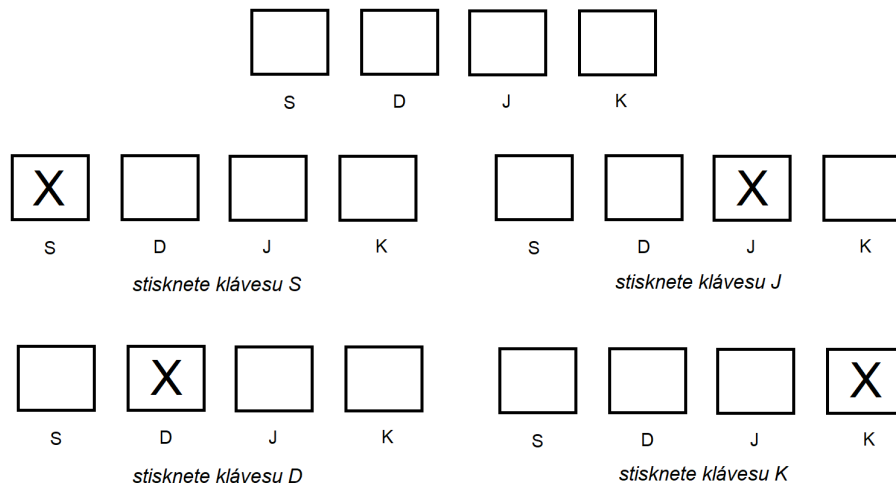 S D J K
X
S D J K
stisknete klávesu S
X
S D J K
stisknete klávesu J
X
S D J K
stisknete klávesu D
X
S D J K
stisknete klávesu K